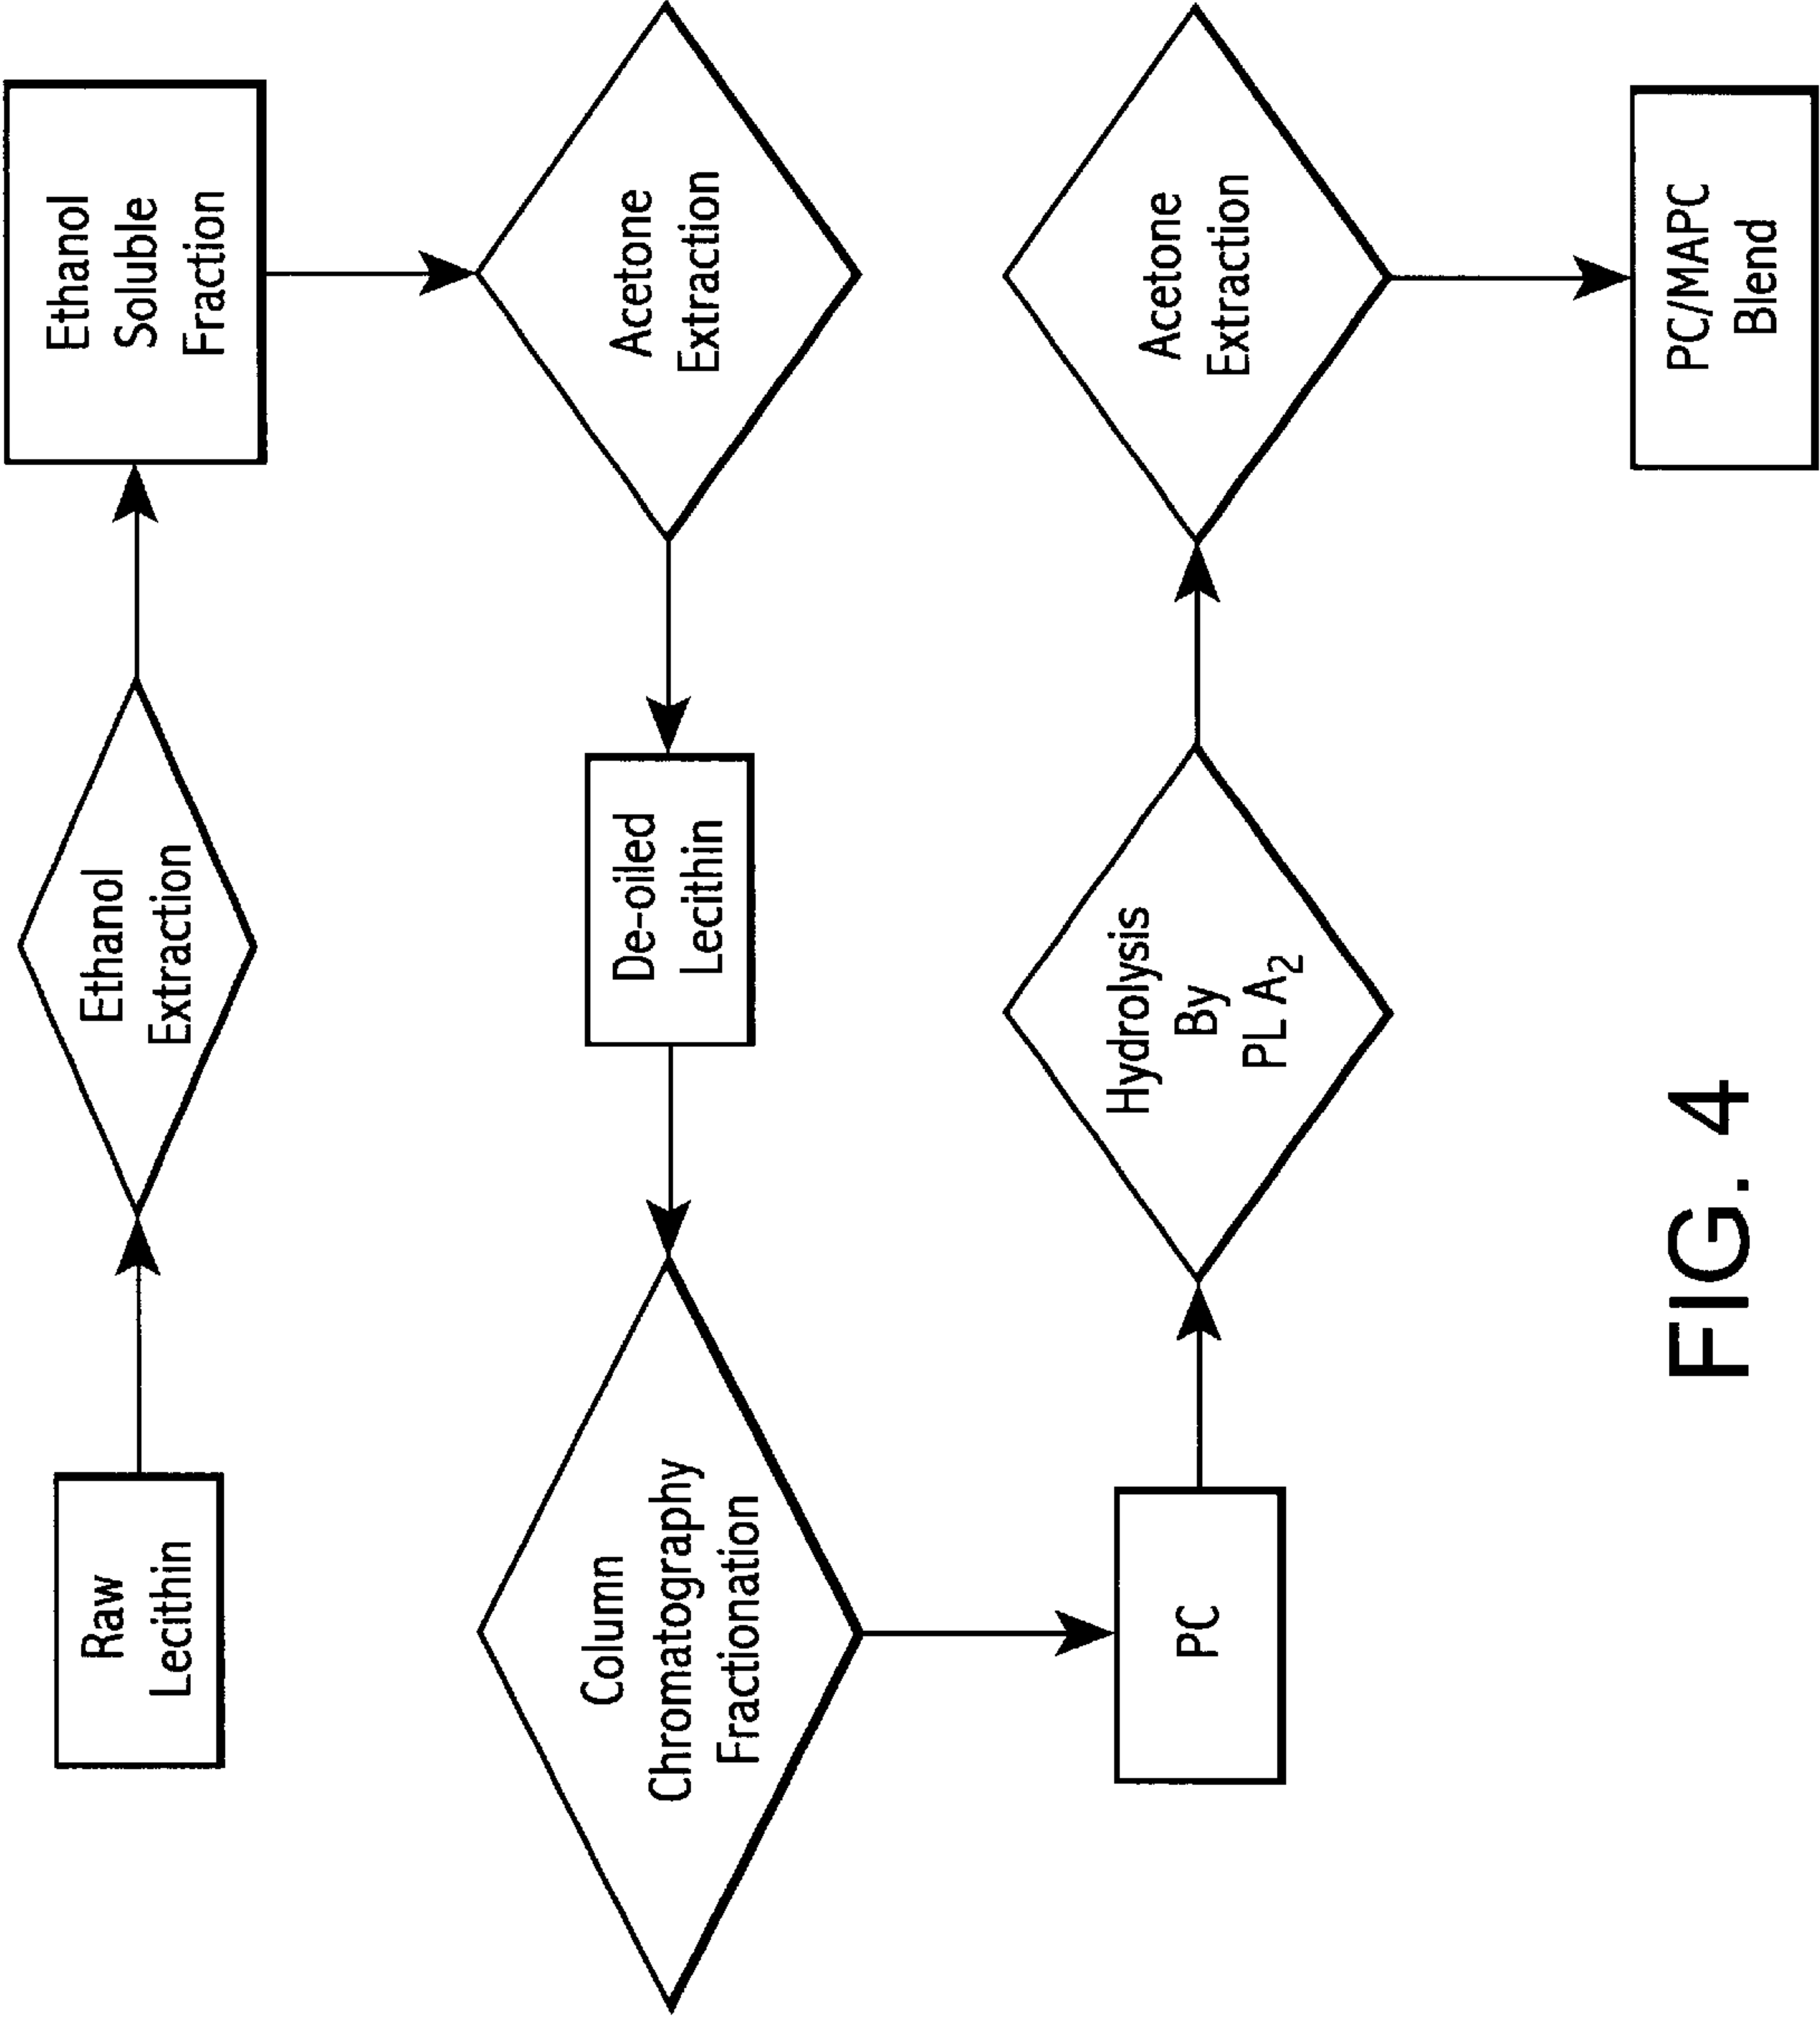 Raw
Lecithin
Ethanol
Extraction
Ethanol
Soluble
Fraction
Acetone
Extraction
De-oiled
Lecithin
Column
Chromatography
Fractionation
PC
Hydrolysis
By
PL A₂
Acetone
Extraction
PC/MAPC
Blend
FIG. 4